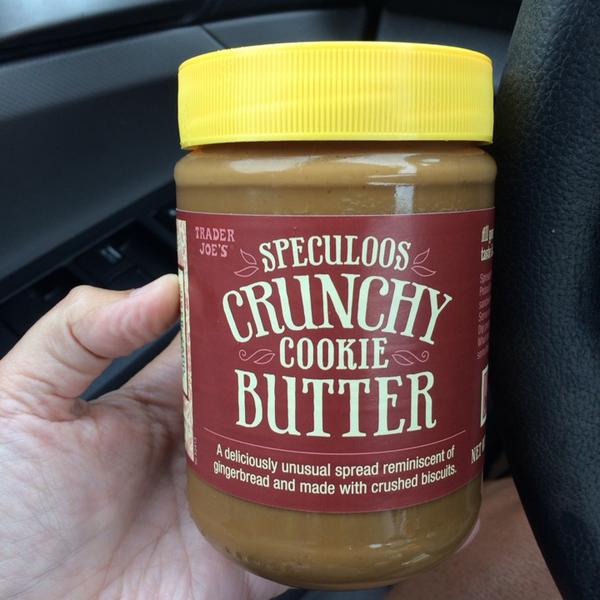 TRADER
JOE'S
SPECULOOS
CRUNCHY
COOKIE
BUTTER
A deliciously unusual spread reminiscent of
gingerbread and made with crushed biscuits.